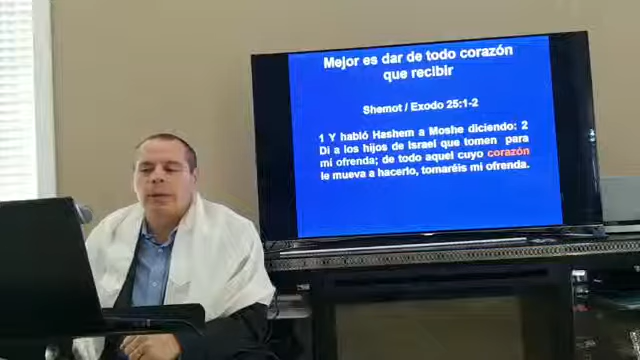 Mejor es dar de todo corazón
que recibir
Shemot / Exodo 25:1-2
1 Y habló Hashem a Moshe diciendo: 2
Di a los hijos de Israel que tomen para
mi ofrenda; de todo aquel cuyo corazón
le mueva a hacerlo, tomaréis mi ofrenda.